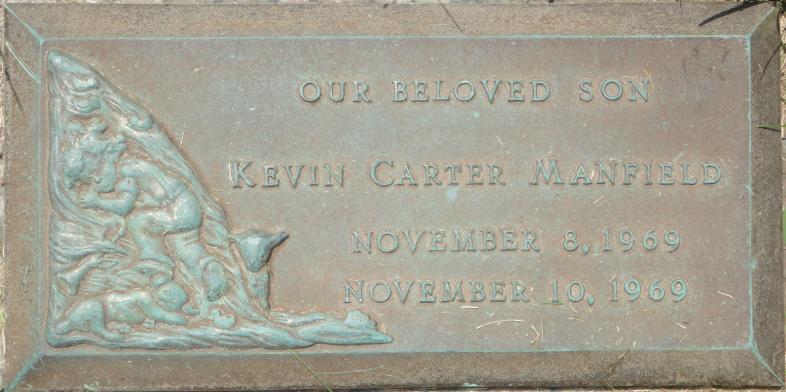 OUR BELOVED SON
KEVIN CARTER MANFIELD
NOVEMBER 8, 1969
NOVEMBER 10, 1969